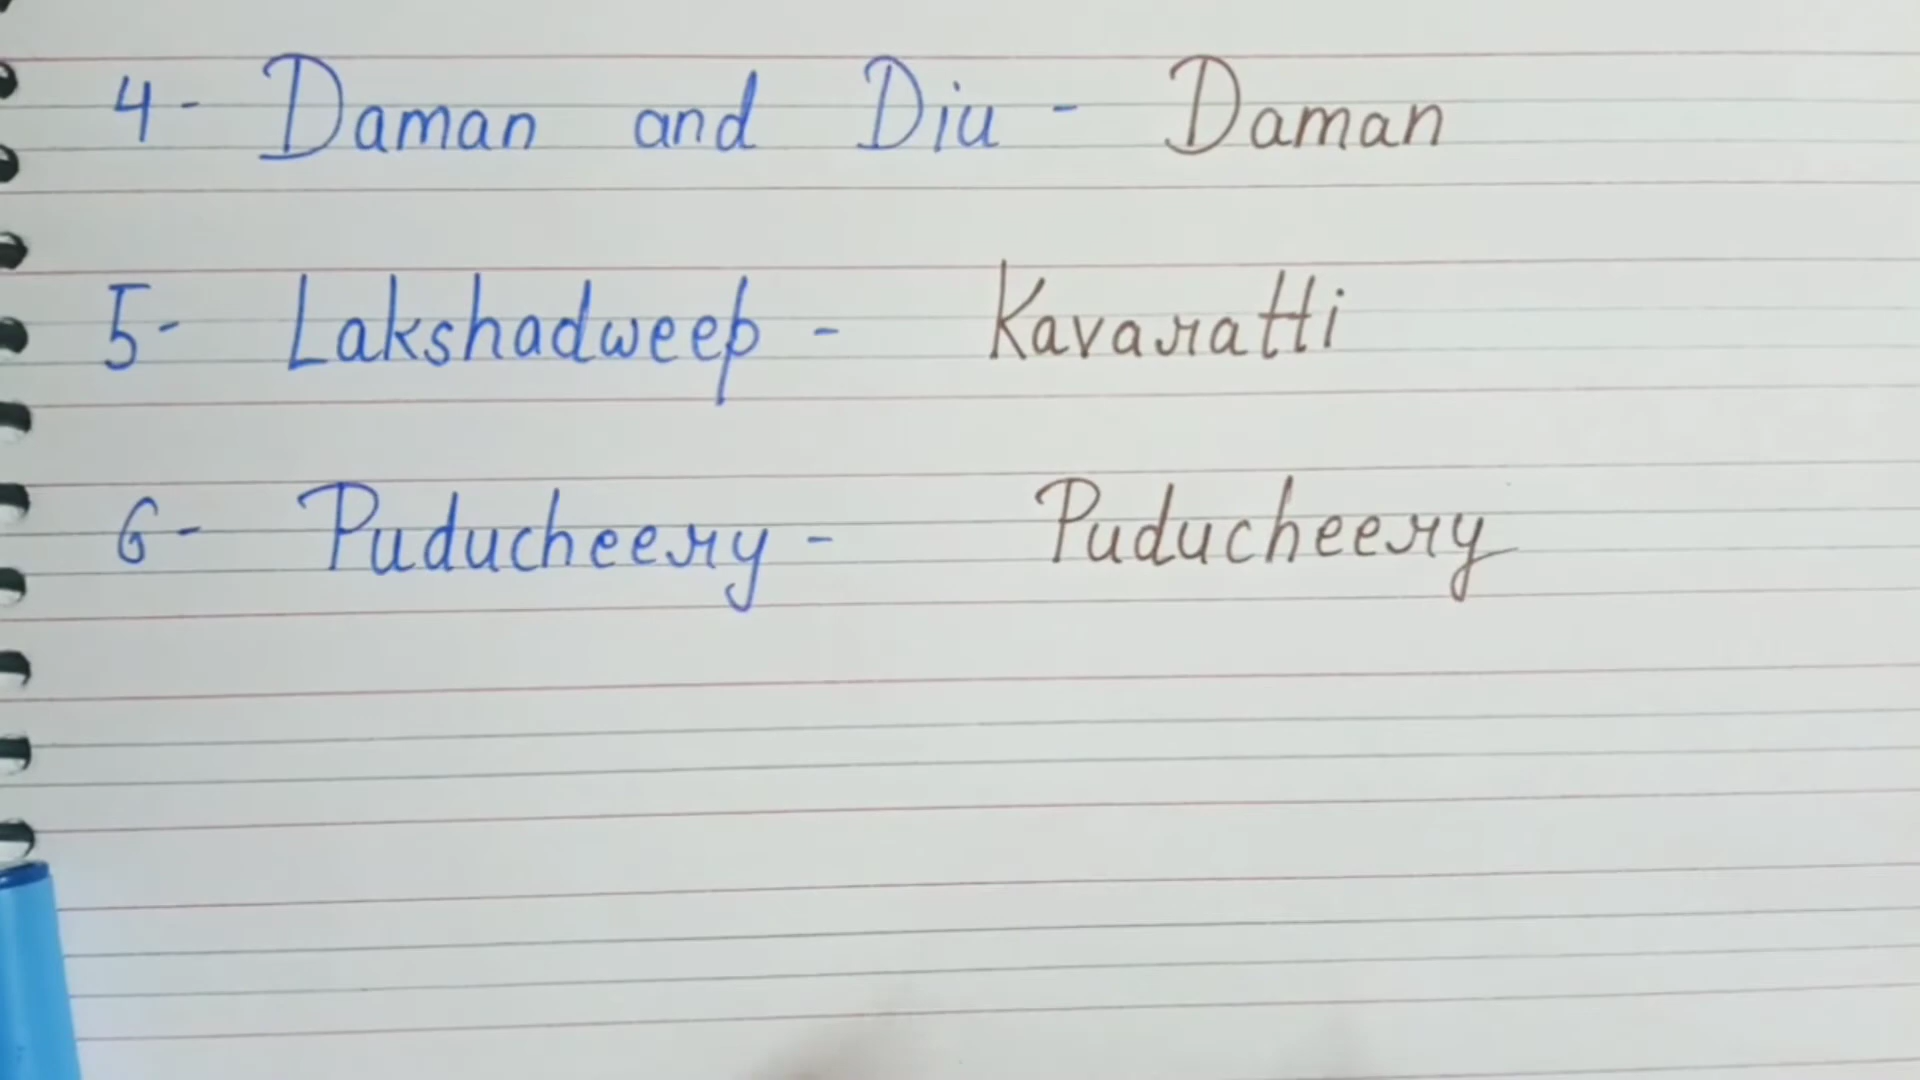 4- Daman and Diu - Daman
5- Lakshadweep - Kavaratti
6- Puducheery - Puducheery